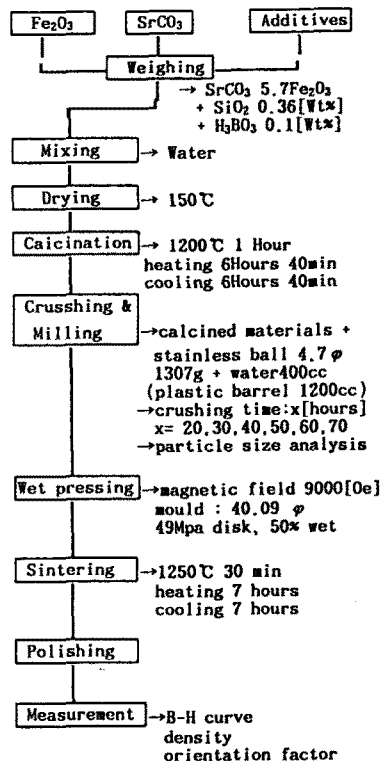 Fe₂O₃ SrCO₃ Additives
Weighing
→ SrCO₃ 5.7Fe₂O₃
+ SiO₂ 0.36[Wt%]
+ H₃BO₃ 0.1[Wt%]
Mixing → Water
Drying → 150℃
Caicination → 1200℃ 1 Hour
heating 6Hours 40min
cooling 6Hours 40min
Crusshing &
Milling →calcined materials +
stainless ball 4.7 φ
1307g + water400cc
(plastic barrel 1200cc)
→crushing time:x[hours]
x= 20,30,40,50,60,70
→particle size analysis
Wet pressing →magnetic field 9000[Oe]
mould : 40.09 φ
49Mpa disk, 50% wet
Sintering →1250℃ 30 min
heating 7 hours
cooling 7 hours
Polishing
Measurement →B-H curve
density
orientation factor